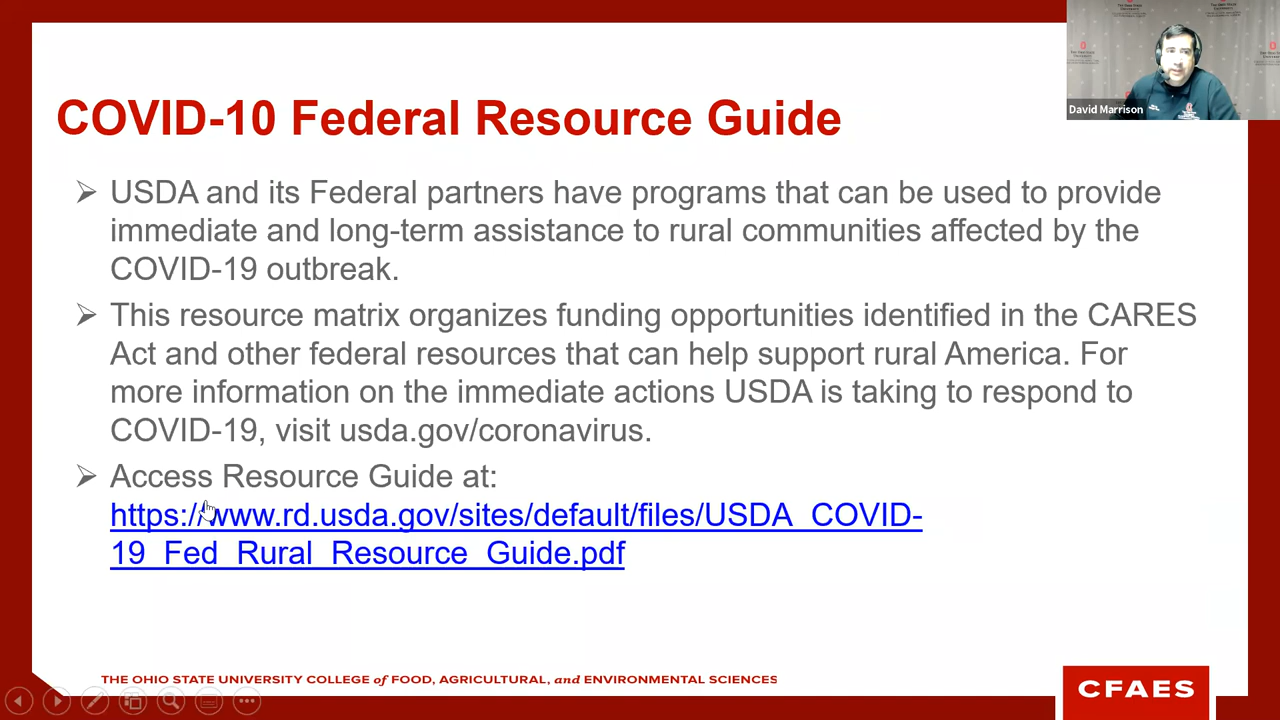 COVID-10 Federal Resource Guide
➢ USDA and its Federal partners have programs that can be used to provide
immediate and long-term assistance to rural communities affected by the
COVID-19 outbreak.
➢ This resource matrix organizes funding opportunities identified in the CARES
Act and other federal resources that can help support rural America. For
more information on the immediate actions USDA is taking to respond to
COVID-19, visit usda.gov/coronavirus.
➢ Access Resource Guide at:
https://www.rd.usda.gov/sites/default/files/USDA_COVID-
19_Fed_Rural_Resource_Guide.pdf
David Marrison
THE OHIO STATE UNIVERSITY COLLEGE of FOOD, AGRICULTURAL, and ENVIRONMENTAL SCIENCES
CFAES